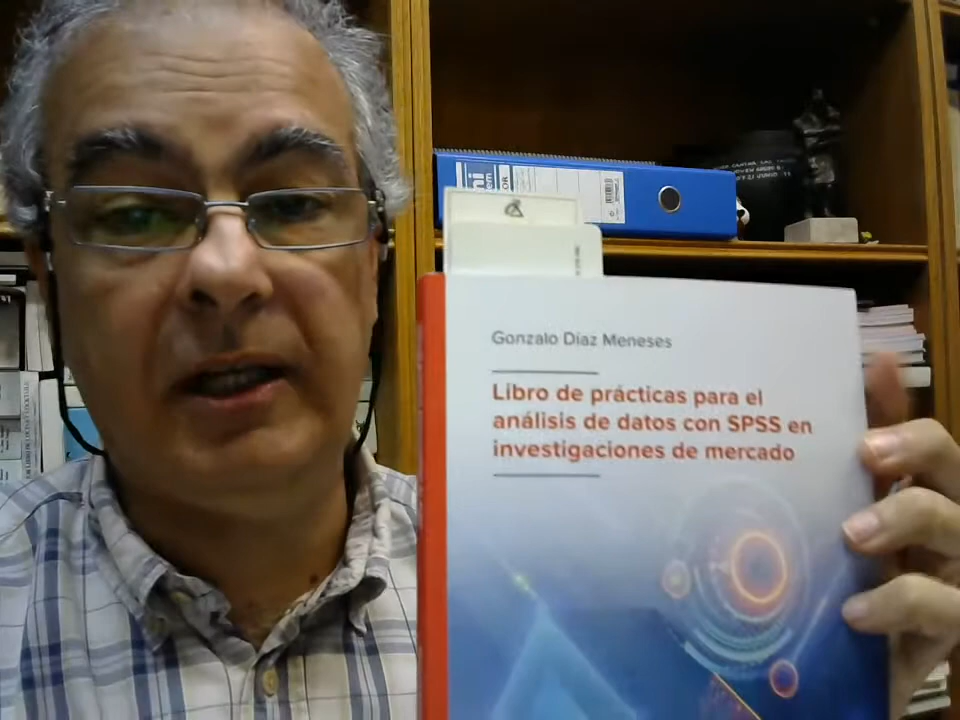 Gonzalo Díaz Meneses
Libro de prácticas para el
análisis de datos con SPSS en
investigaciones de mercado